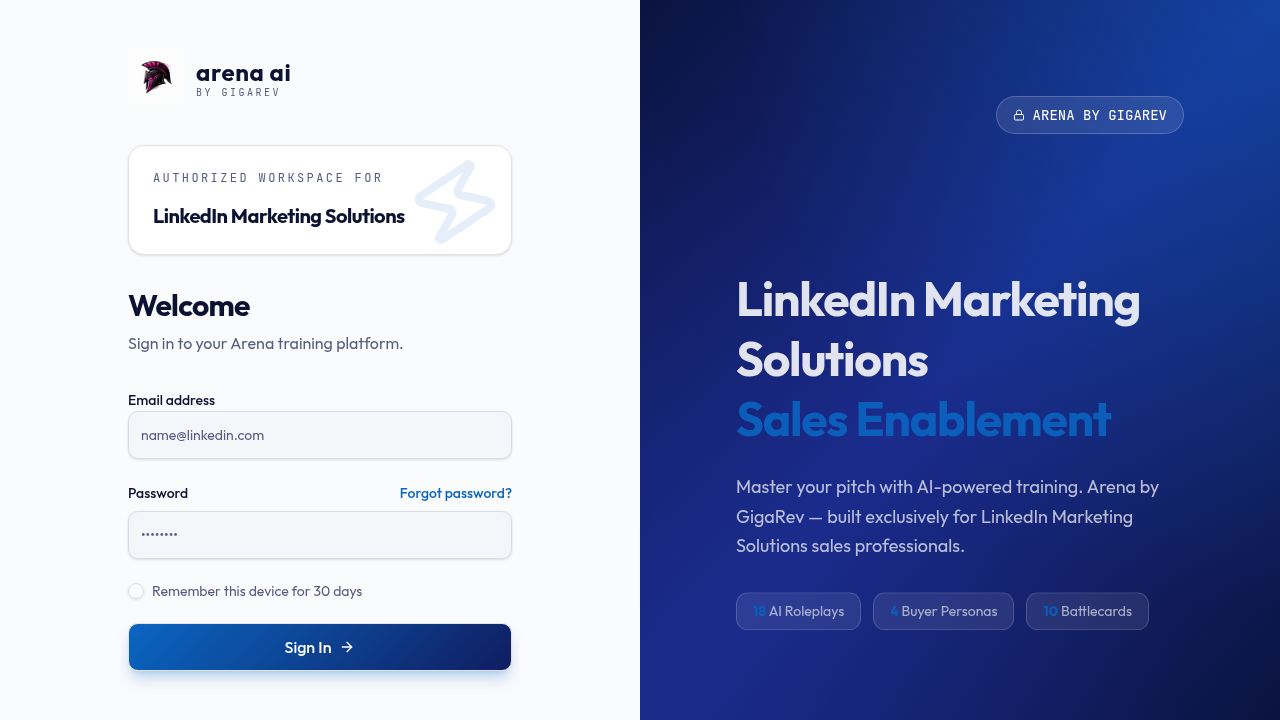 arena ai
BY GIGAREV
AUTHORIZED WORKSPACE FOR
LinkedIn Marketing Solutions
Welcome
Sign in to your Arena training platform.
Email address
name@linkedin.com
Password
Forgot password?
••••••••
Remember this device for 30 days
Sign In →
ARENA BY GIGAREV
LinkedIn Marketing
Solutions
Sales Enablement
Master your pitch with AI-powered training. Arena by
GigaRev — built exclusively for LinkedIn Marketing
Solutions sales professionals.
18 AI Roleplays
4 Buyer Personas
10 Battlecards